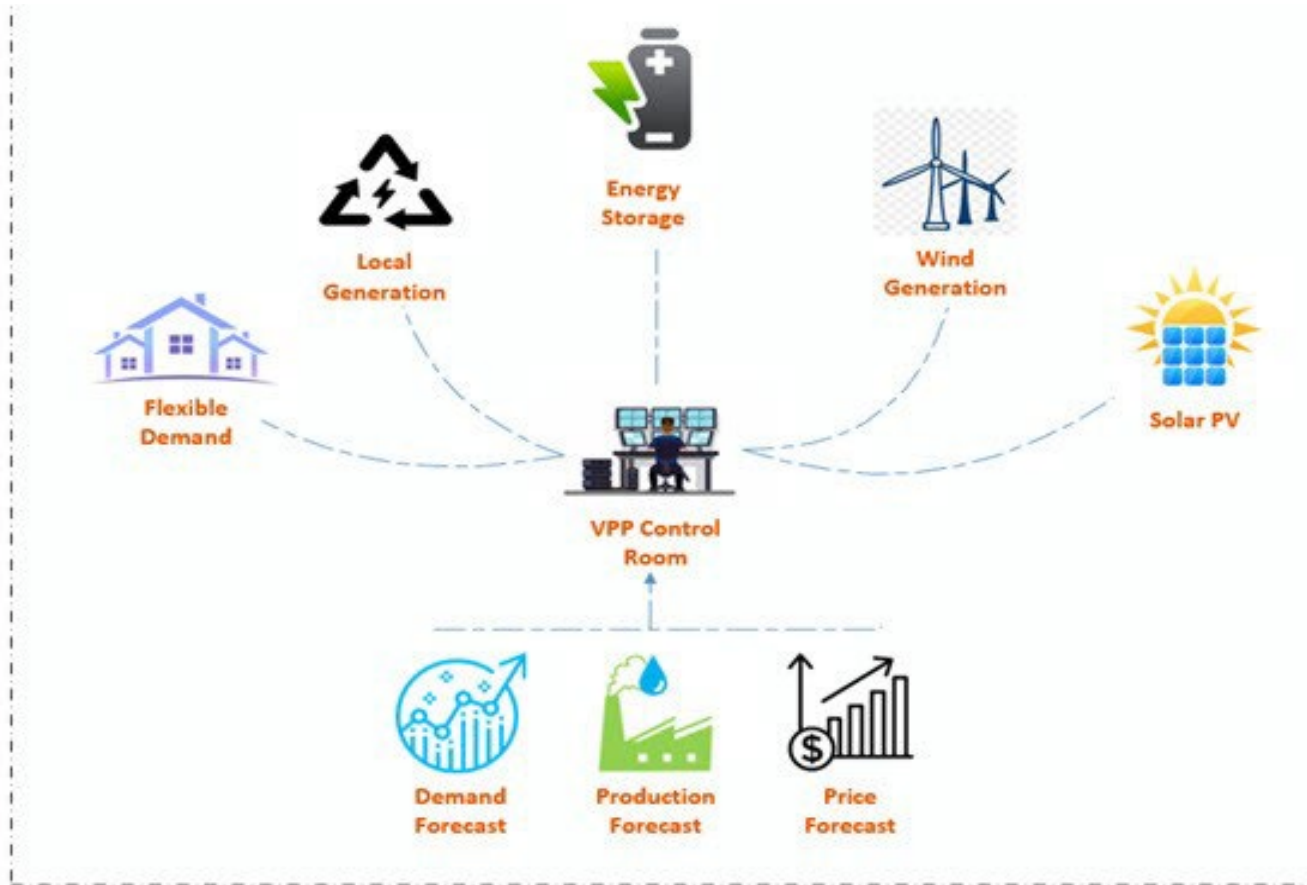 Energy
Storage
Local
Generation
Wind
Generation
Flexible
Demand
Solar PV
VPP Control
Room
Demand
Forecast
Production
Forecast
$
Price
Forecast